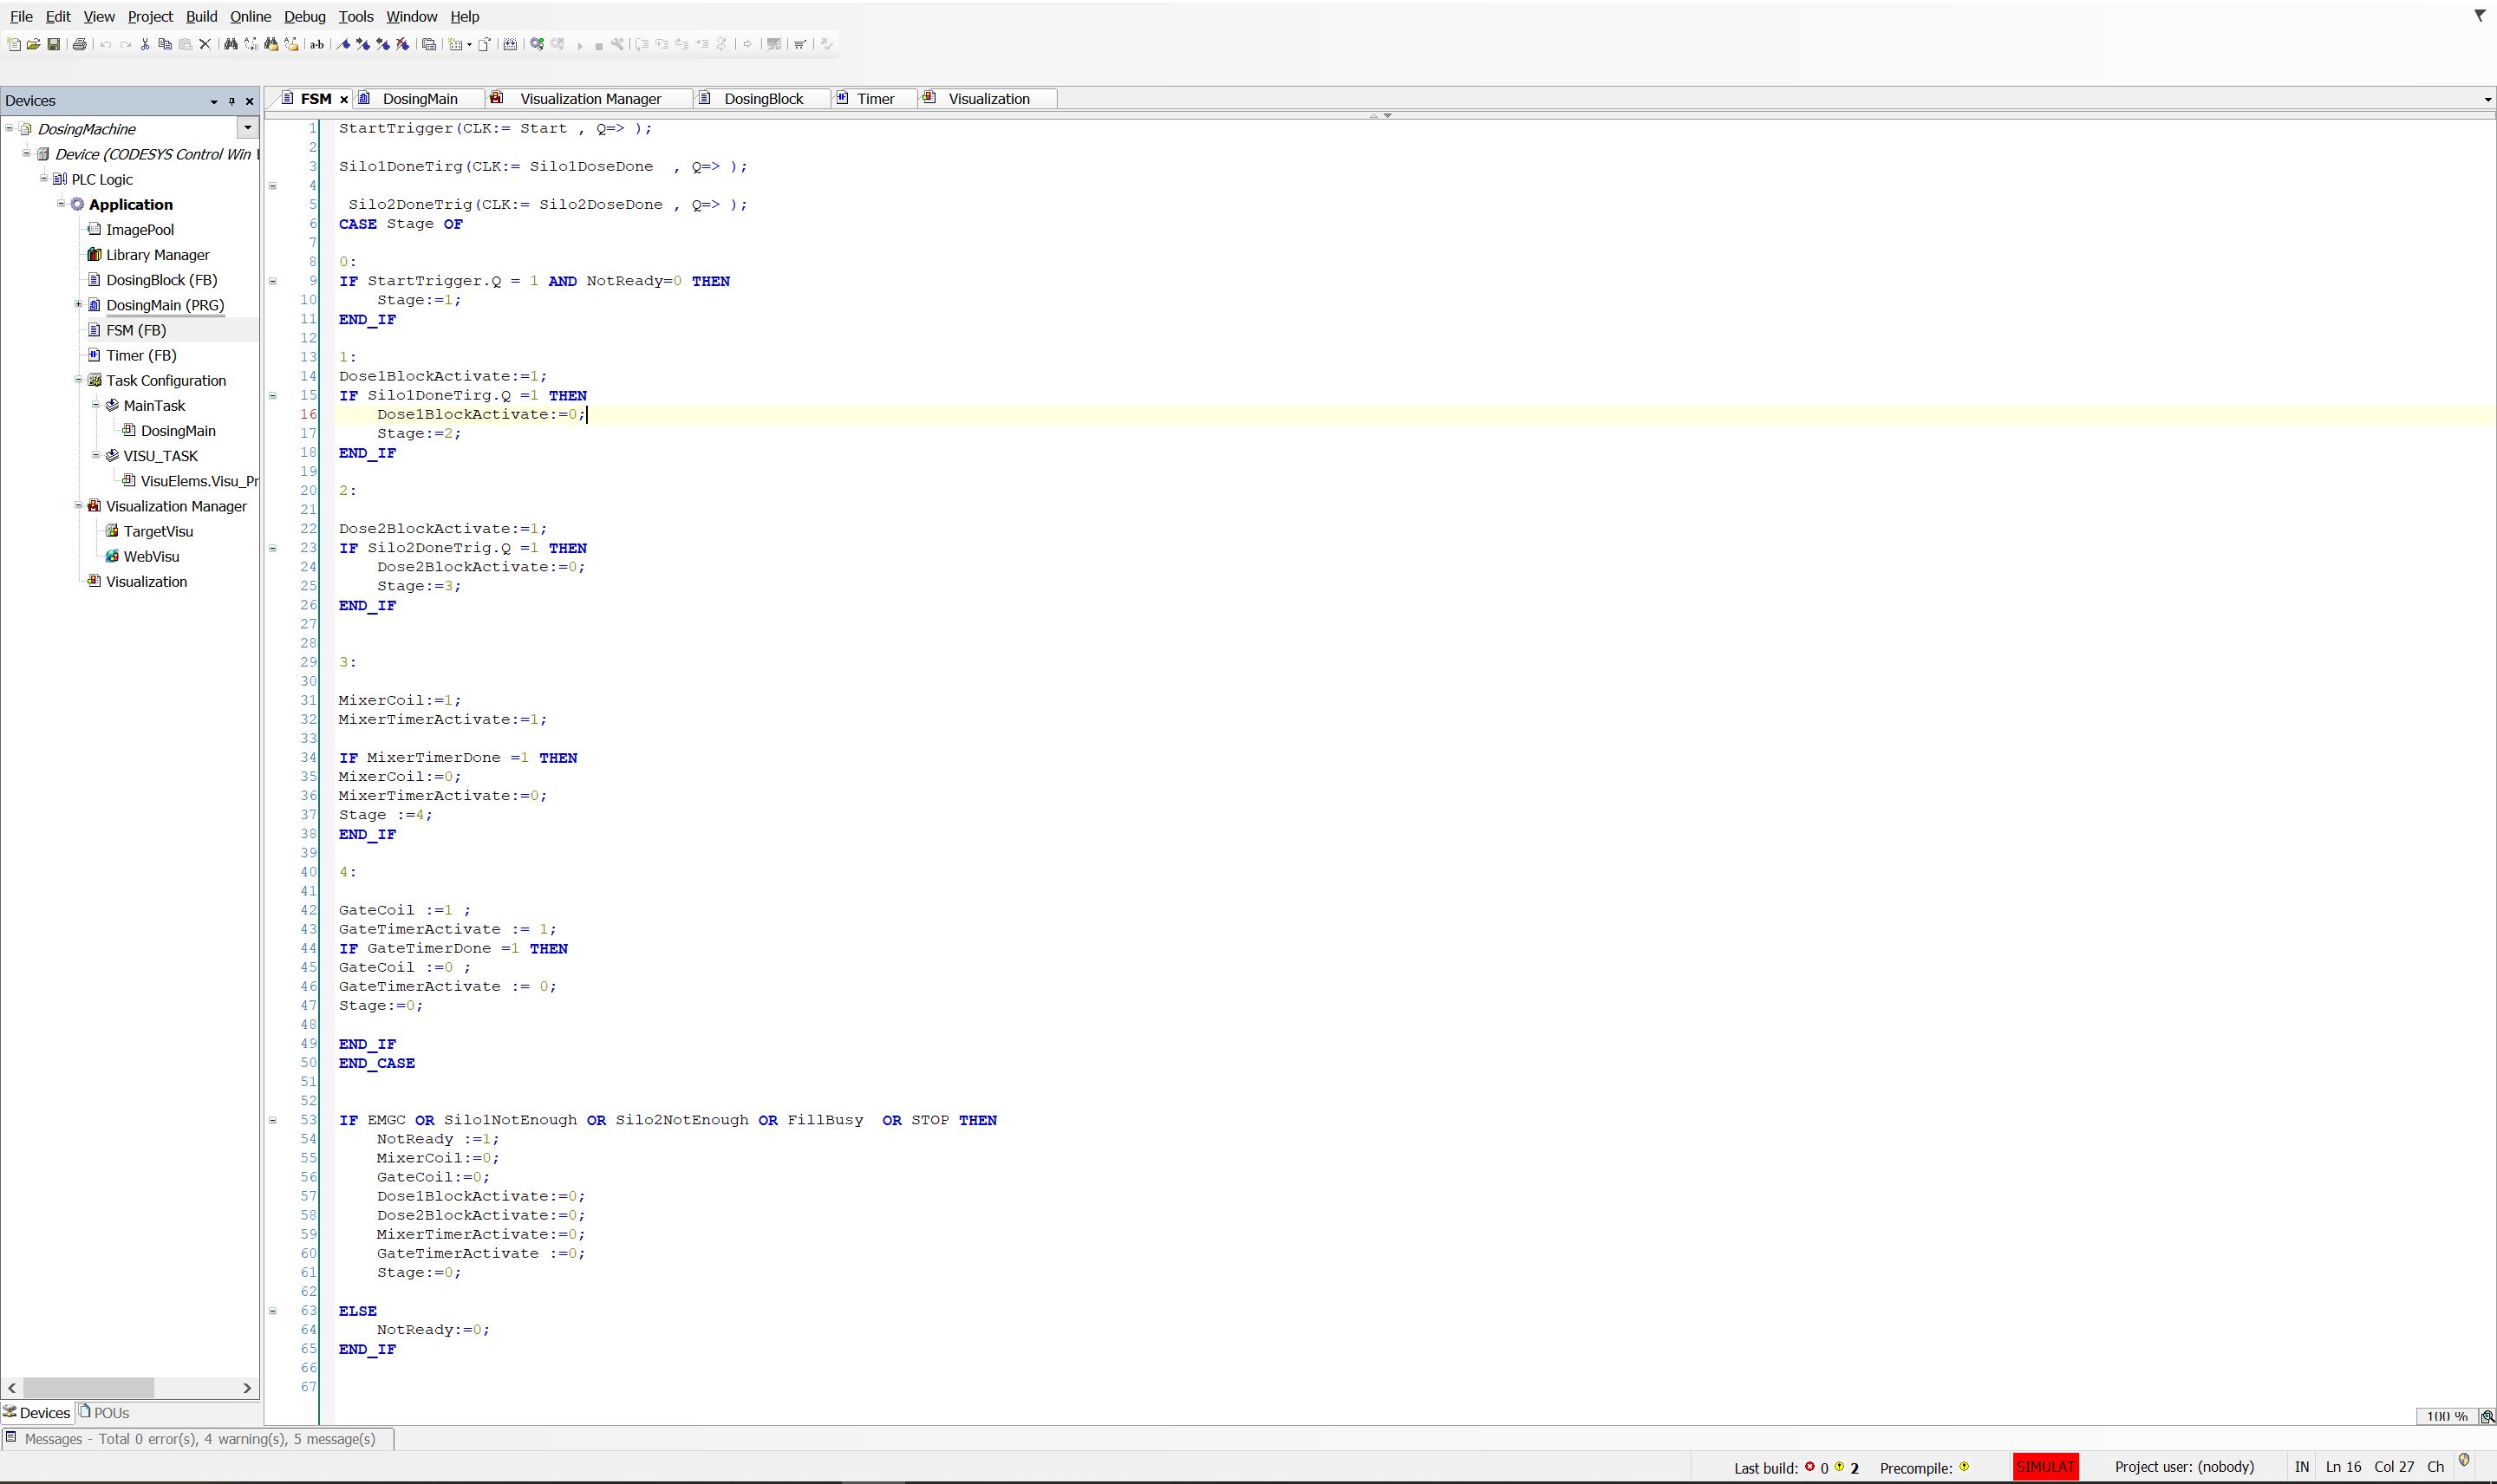 File Edit View Project Build Online Debug Tools Window Help
Devices
DosingMachine
Device (CODESYS Control Win
PLC Logic
Application
ImagePool
Library Manager
DosingBlock (FB)
DosingMain (PRG)
FSM (FB)
Timer (FB)
Task Configuration
MainTask
DosingMain
VISU_TASK
VisuElems.Visu_Pr
Visualization Manager
TargetVisu
WebVisu
Visualization
Devices POUs
FSM DosingMain Visualization Manager DosingBlock Timer Visualization
1 StartTrigger(CLK:= Start , Q=> );
2
3 Silo1DoneTirg(CLK:= Silo1DoseDone , Q=> );
4
5 Silo2DoneTrig(CLK:= Silo2DoseDone , Q=> );
6 CASE Stage OF
7
8 0:
9 IF StartTrigger.Q = 1 AND NotReady=0 THEN
10 Stage:=1;
11 END_IF
12
13 1:
14 Dose1BlockActivate:=1;
15 IF Silo1DoneTirg.Q =1 THEN
16 Dose1BlockActivate:=0;
17 Stage:=2;
18 END_IF
19
20 2:
21
22 Dose2BlockActivate:=1;
23 IF Silo2DoneTrig.Q =1 THEN
24 Dose2BlockActivate:=0;
25 Stage:=3;
26 END_IF
27
28
29 3:
30
31 MixerCoil:=1;
32 MixerTimerActivate:=1;
33
34 IF MixerTimerDone =1 THEN
35 MixerCoil:=0;
36 MixerTimerActivate:=0;
37 Stage :=4;
38 END_IF
39
40 4:
41
42 GateCoil :=1 ;
43 GateTimerActivate := 1;
44 IF GateTimerDone =1 THEN
45 GateCoil :=0 ;
46 GateTimerActivate := 0;
47 Stage:=0;
48
49 END_IF
50 END_CASE
51
52
53 IF EMGC OR Silo1NotEnough OR Silo2NotEnough OR FillBusy OR STOP THEN
54 NotReady :=1;
55 MixerCoil:=0;
56 GateCoil:=0;
57 Dose1BlockActivate:=0;
58 Dose2BlockActivate:=0;
59 MixerTimerActivate:=0;
60 GateTimerActivate :=0;
61 Stage:=0;
62
63 ELSE
64 NotReady:=0;
65 END_IF
66
67
100 %
Messages - Total 0 error(s), 4 warning(s), 5 message(s)
Last build: 0 2 Precompile: SIMULAT Project user: (nobody) IN Ln 16 Col 27 Ch